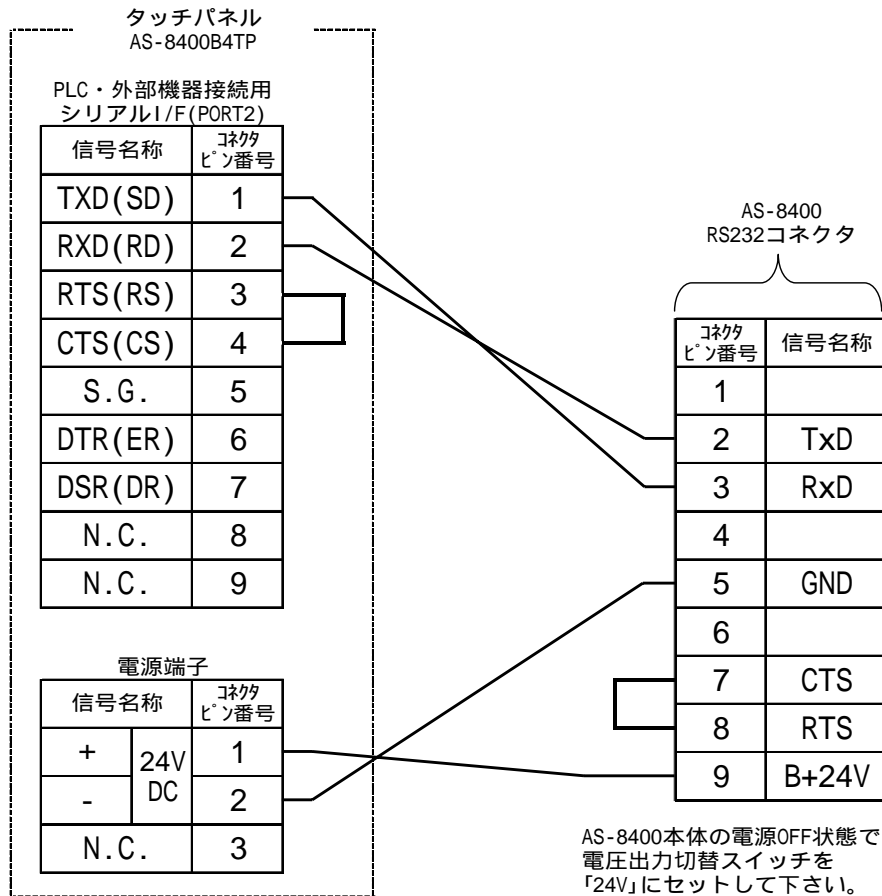 タッチパネル
AS-8400B4TP
PLC・外部機器接続用
シリアルI/F(PORT2)
信号名称 ｺﾈｸﾀ
ﾋﾟﾝ番号
TXD(SD) 1
RXD(RD) 2
RTS(RS) 3
CTS(CS) 4
S.G. 5
DTR(ER) 6
DSR(DR) 7
N.C. 8
N.C. 9
電源端子
信号名称 ｺﾈｸﾀ
ﾋﾟﾝ番号
+ 24V
DC 1
- 2
N.C. 3
AS-8400
RS232コネクタ
ｺﾈｸﾀ
ﾋﾟﾝ番号 信号名称
1
2 TxD
3 RxD
4
5 GND
6
7 CTS
8 RTS
9 B+24V
AS-8400本体の電源OFF状態で
電圧出力切替スイッチを
｢24V｣にセットして下さい。